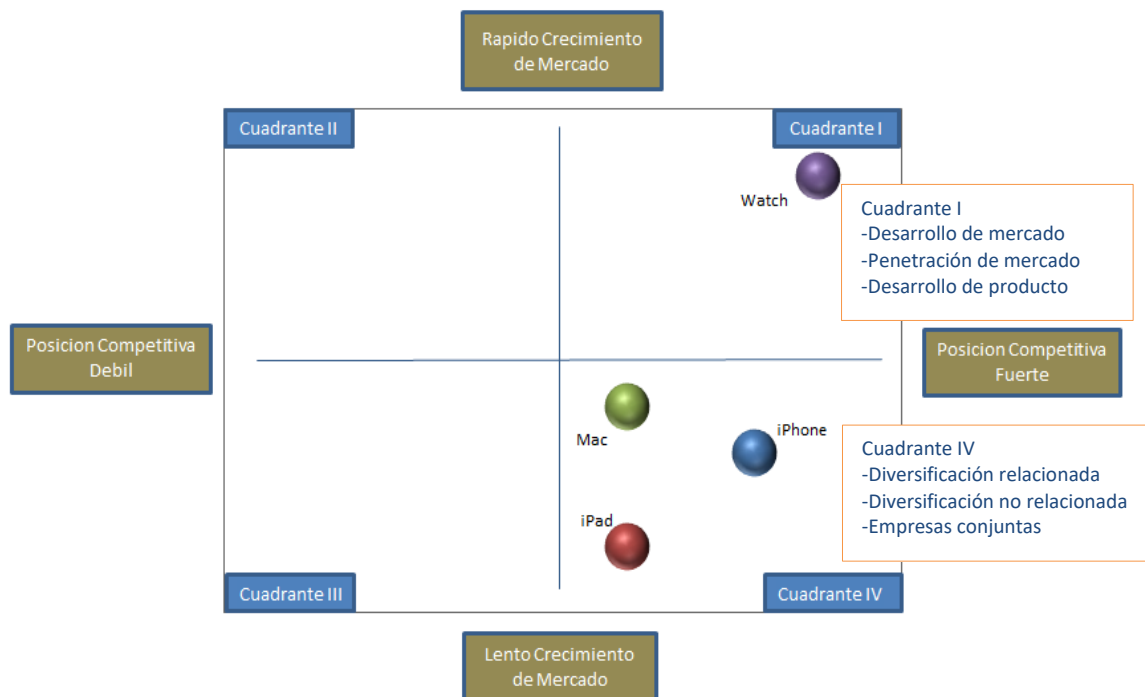 Rapido Crecimiento
de Mercado
Cuadrante II
Cuadrante I
Watch
Cuadrante I
-Desarrollo de mercado
-Penetración de mercado
-Desarrollo de producto
Posicion Competitiva
Debil
Posicion Competitiva
Fuerte
Mac
iPhone
iPad
Cuadrante IV
-Diversificación relacionada
-Diversificación no relacionada
-Empresas conjuntas
Cuadrante III
Cuadrante IV
Lento Crecimiento
de Mercado